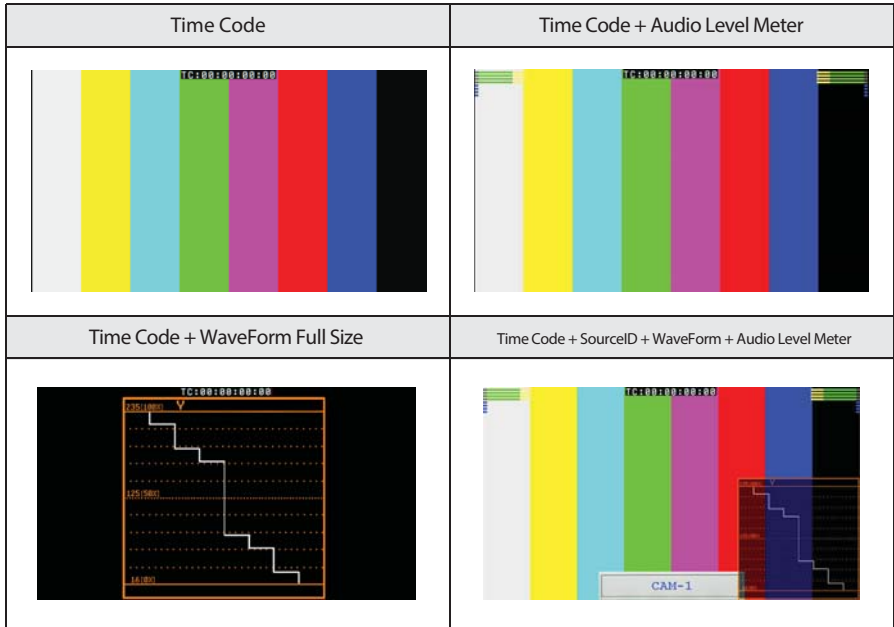 Time Code
Time Code + Audio Level Meter
TC:00:00:00:00
TC:00:00:00:00
Time Code + WaveForm Full Size
Time Code + SourceID + WaveForm + Audio Level Meter
TC:00:00:00:00
235(100%) Y
125(50%)
16(0%)
TC:00:00:00:00
Y
CAM-1